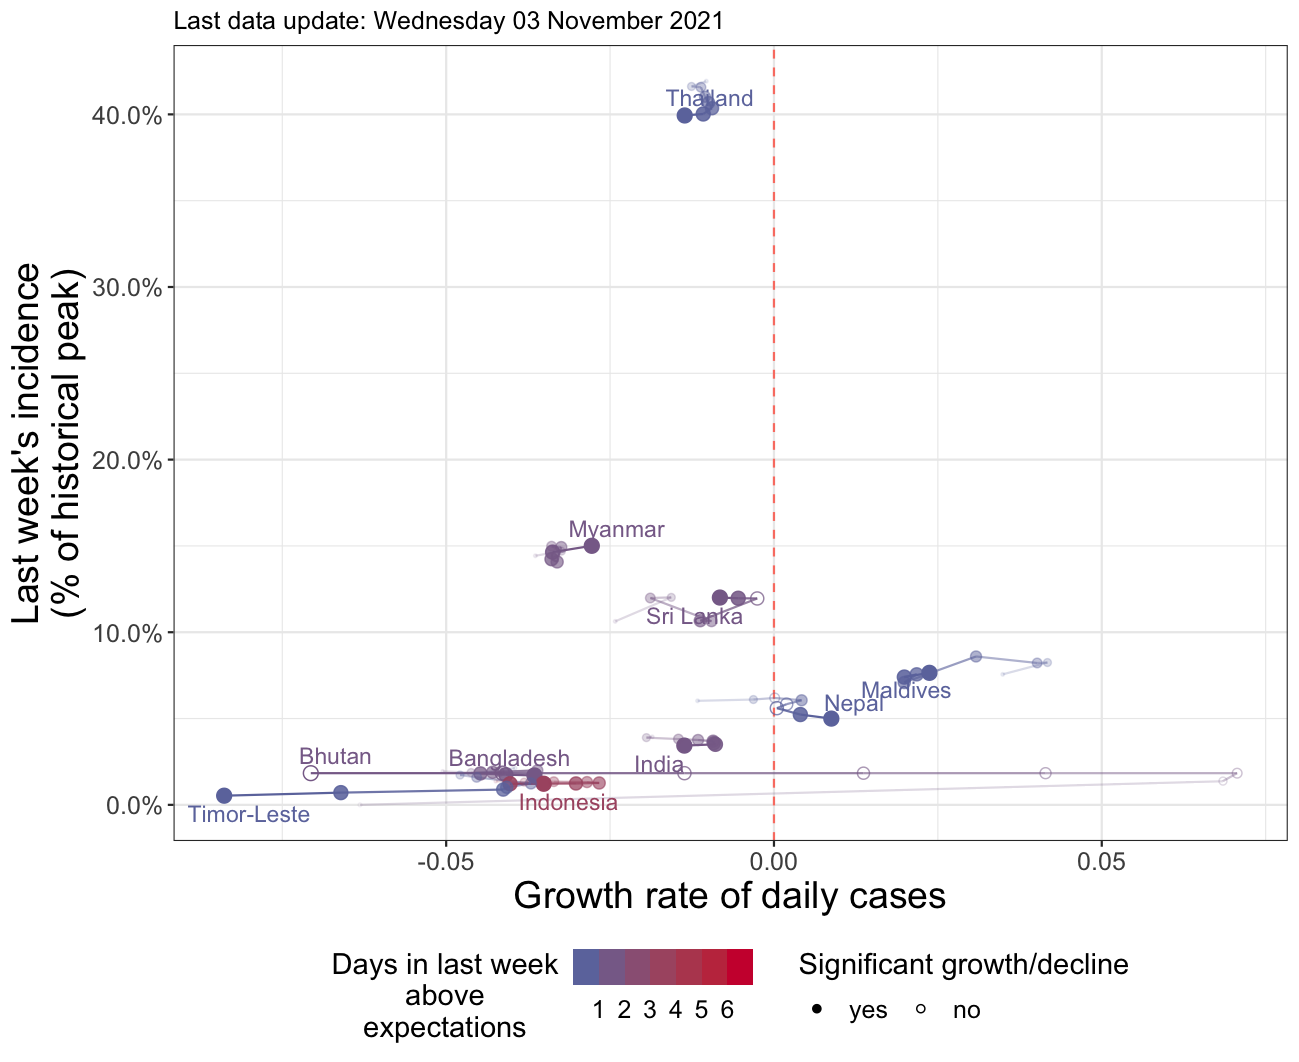 Last data update: Wednesday 03 November 2021
Last week's incidence
(% of historical peak)
40.0%
30.0%
20.0%
10.0%
0.0%
Thailand
Myanmar
Sri Lanka
Maldives
Nepal
India
Bhutan
Bangladesh
Indonesia
Timor-Leste
-0.05
0.00
0.05
Growth rate of daily cases
Days in last week
above
expectations
1 2 3 4 5 6
Significant growth/decline
yes no